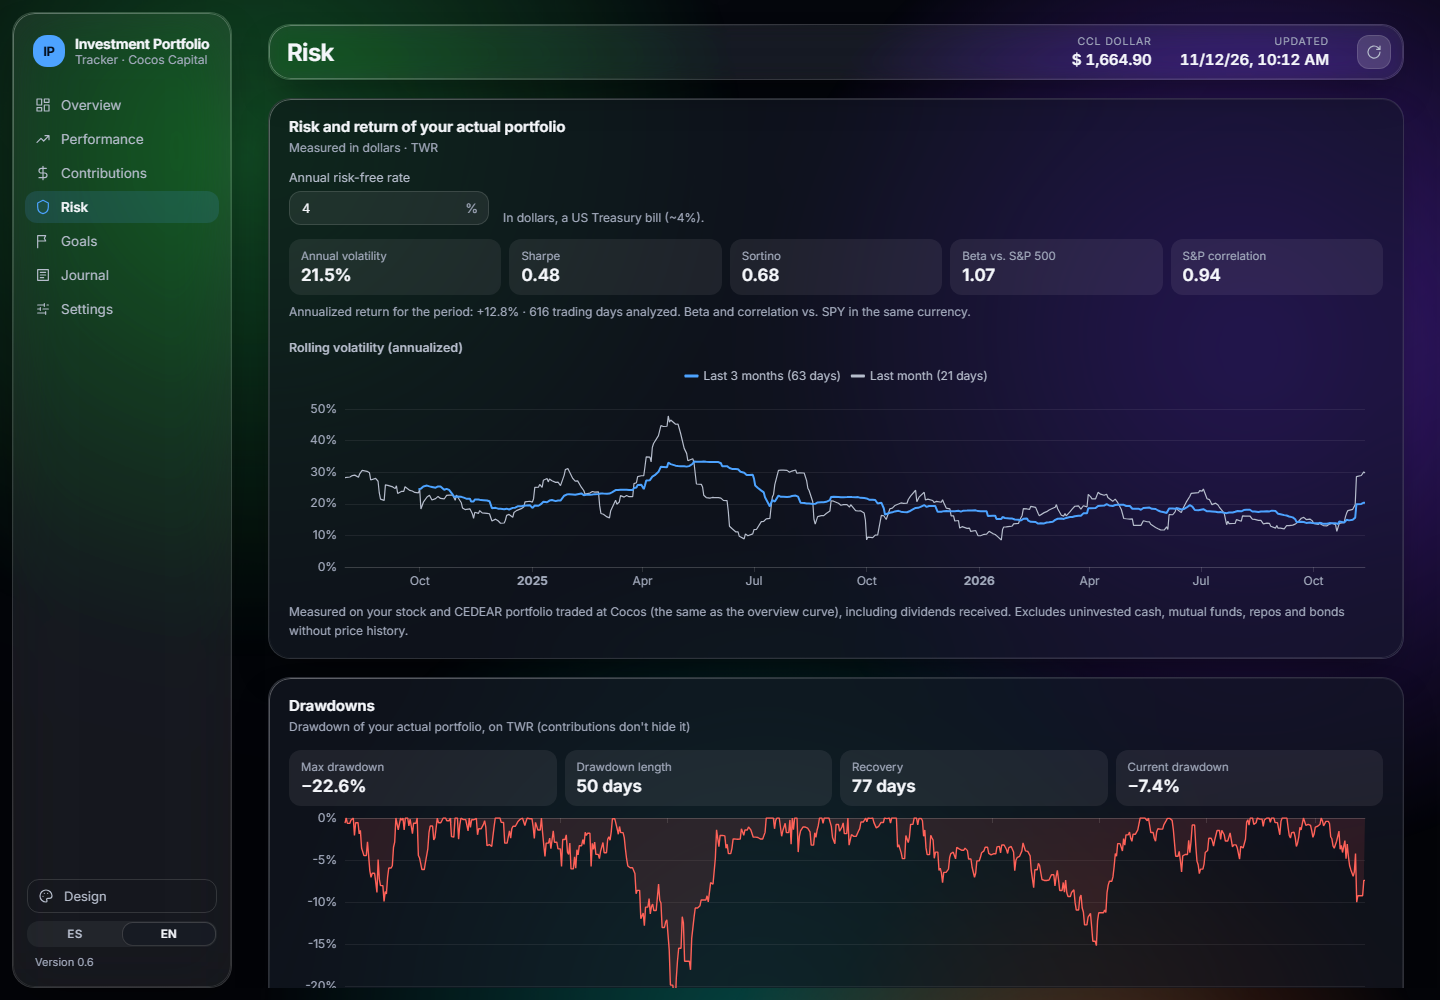 IP
Investment Portfolio
Tracker · Cocos Capital
Overview
Performance
Contributions
Risk
Goals
Journal
Settings
Design
ES
EN
Version 0.6
Risk
CCL DOLLAR
$ 1,664.90
UPDATED
11/12/26, 10:12 AM
Risk and return of your actual portfolio
Measured in dollars · TWR
Annual risk-free rate
4 %
In dollars, a US Treasury bill (~4%).
Annual volatility
21.5%
Sharpe
0.48
Sortino
0.68
Beta vs. S&P 500
1.07
S&P correlation
0.94
Annualized return for the period: +12.8% · 616 trading days analyzed. Beta and correlation vs. SPY in the same currency.
Rolling volatility (annualized)
Last 3 months (63 days)
Last month (21 days)
50%
40%
30%
20%
10%
0%
Oct
2025
Apr
Jul
Oct
2026
Apr
Jul
Oct
Measured on your stock and CEDEAR portfolio traded at Cocos (the same as the overview curve), including dividends received. Excludes uninvested cash, mutual funds, repos and bonds
without price history.
Drawdowns
Drawdown of your actual portfolio, on TWR (contributions don't hide it)
Max drawdown
−22.6%
Drawdown length
50 days
Recovery
77 days
Current drawdown
−7.4%
0%
-5%
-10%
-15%
-20%